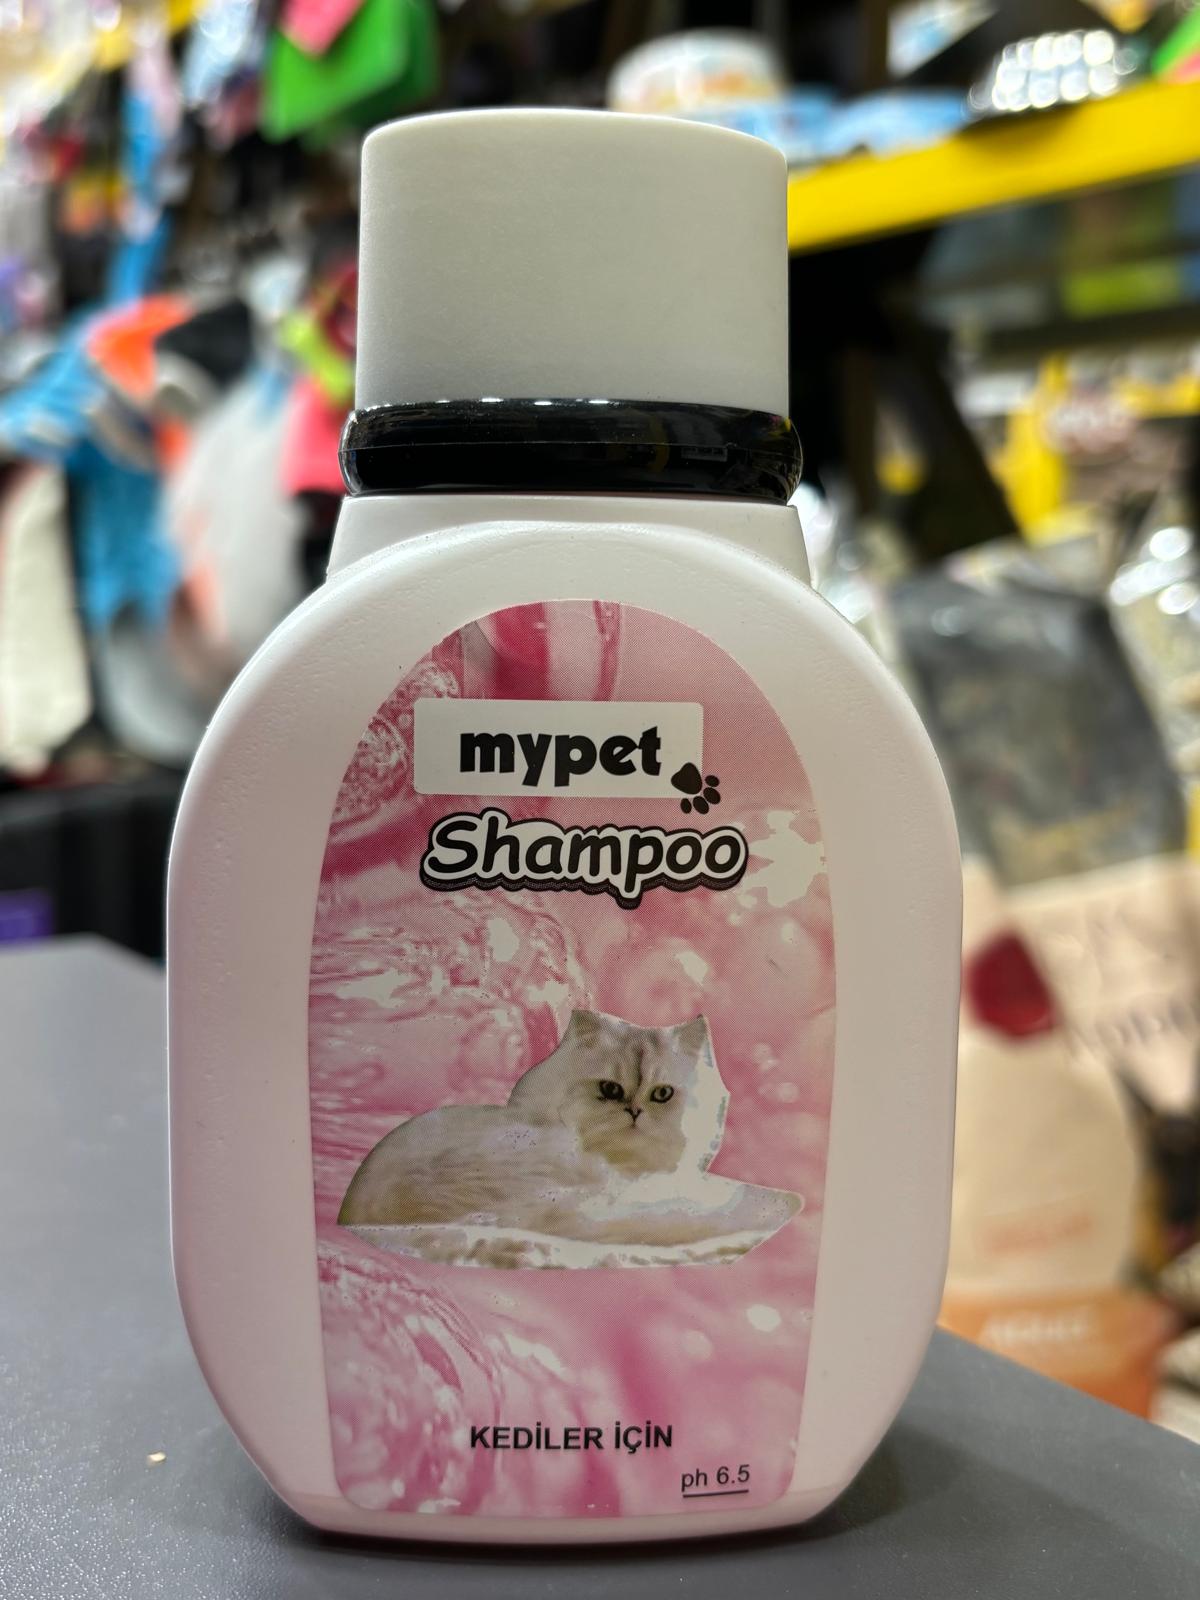 mypet
Shampoo
KEDİLER İÇİN
ph 6.5